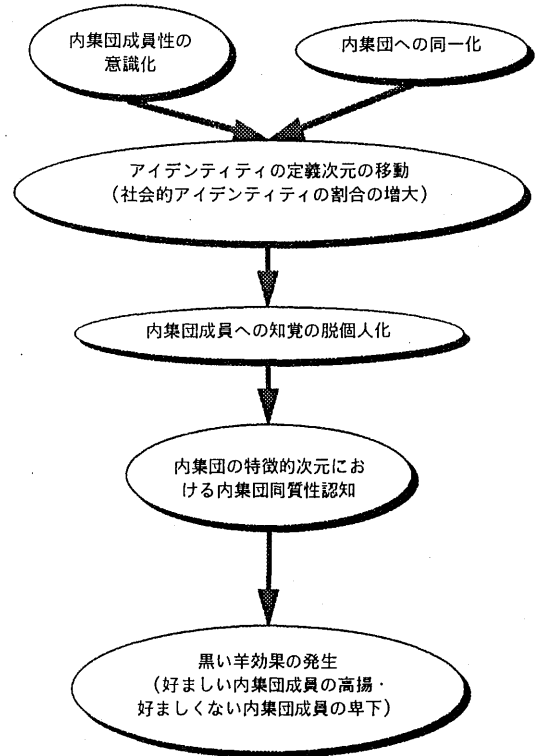 内集団成員性の
意識化
内集団への同一化
アイデンティティの定義次元の移動
(社会的アイデンティティの割合の増大)
内集団成員への知覚の脱個人化
内集団の特徴的次元にお
ける内集団同質性認知
黒い羊効果の発生
(好ましい内集団成員の高揚・
好ましくない内集団成員の卑下)